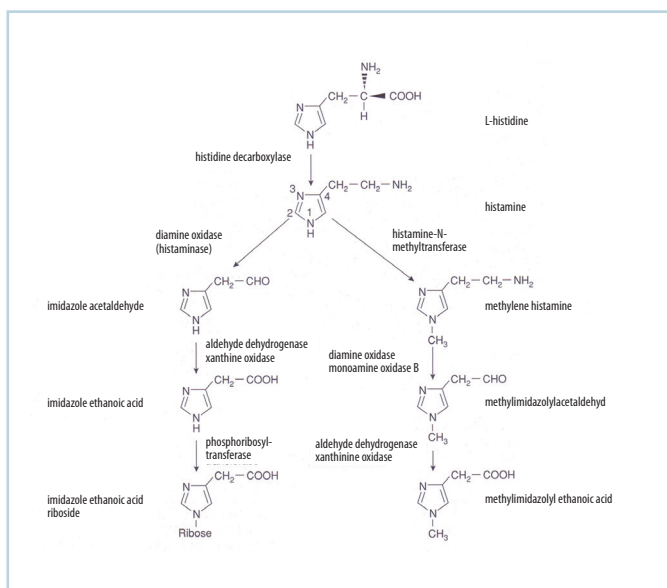 NH2
CH2—C—COOH
N
H
N
H
L-histidine
histidine decarboxylase
3
N
4
CH2—CH2—NH2
2
1
N
H
histamine
diamine oxidase
(histaminase)
histamine-N-
methyltransferase
CH2—CHO
N
N
H
imidazole acetaldehyde
CH2—CH2—NH2
N
N
CH3
methylene histamine
aldehyde dehydrogenase
xanthine oxidase
diamine oxidase
monoamine oxidase B
CH2—COOH
N
N
H
imidazole ethanoic acid
CH2—CHO
N
N
CH3
methylimidazolylacetaldehyd
phosphoribosyl-
transferase
aldehyde dehydrogenase
xanthinine oxidase
CH2—COOH
N
N
Ribose
imidazole ethanoic acid
riboside
CH2—COOH
N
N
CH3
methylimidazolyl ethanoic acid